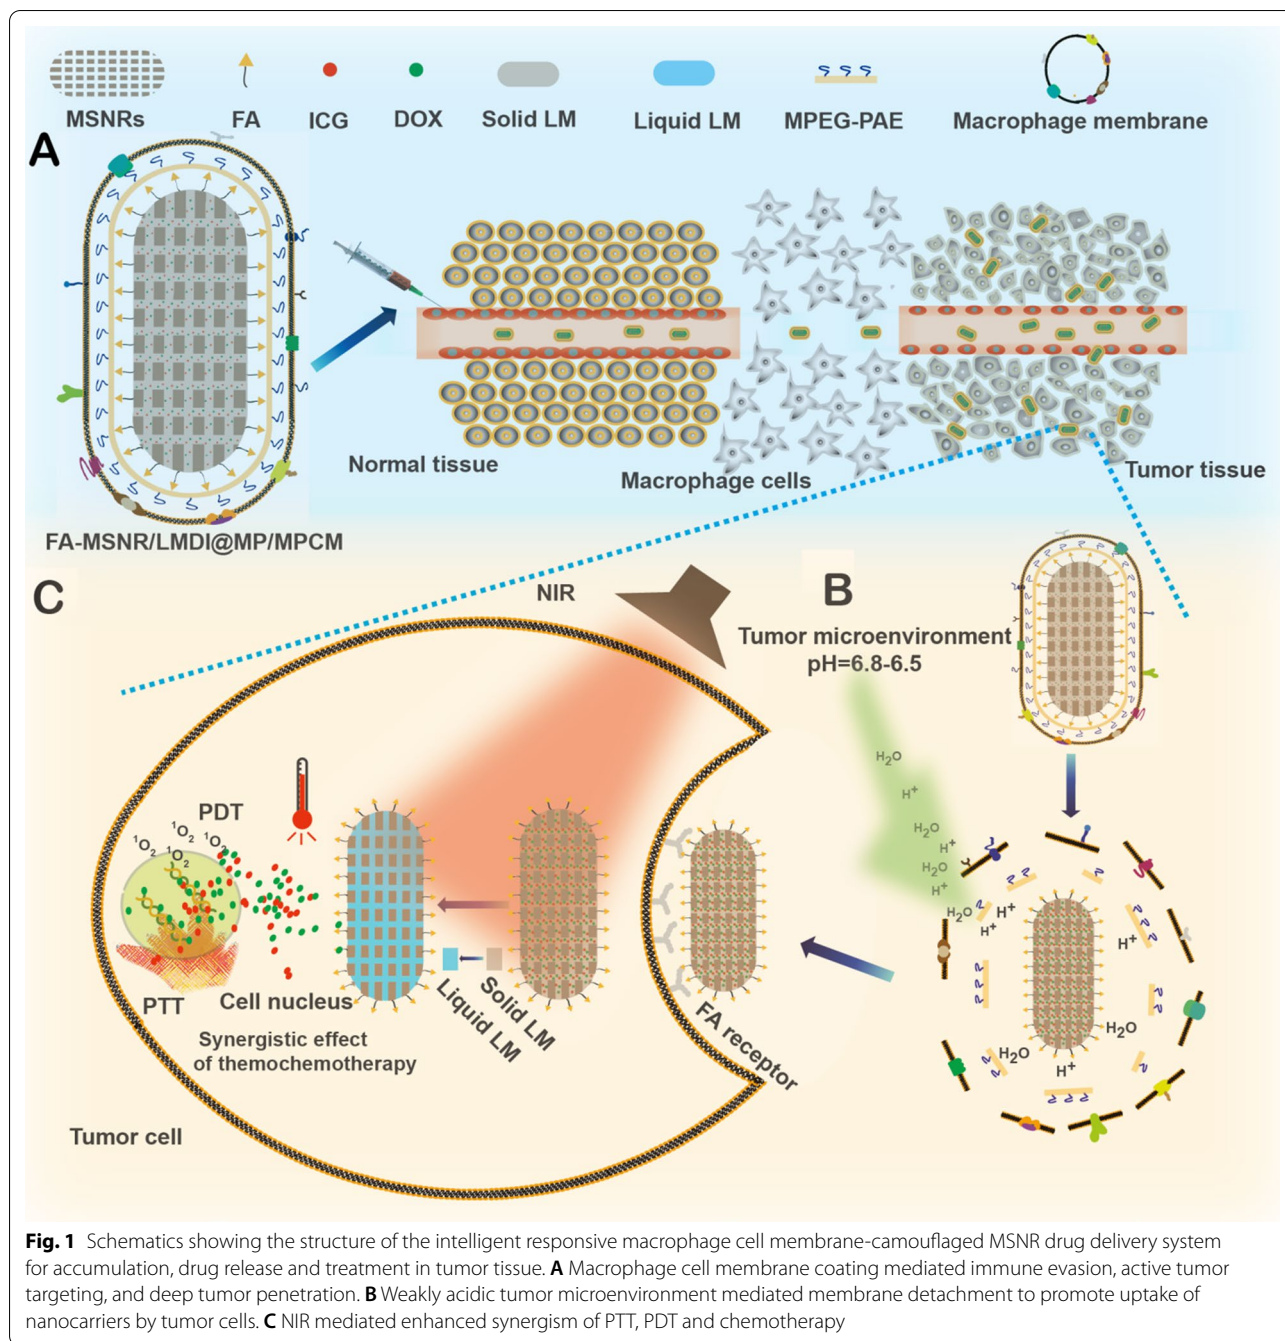 MSNRs
FA
ICG
DOX
Solid LM
Liquid LM
MPEG-PAE
Macrophage membrane
A
Normal tissue
Macrophage cells
Tumor tissue
FA-MSNR/LMDI@MP/MPCM
C
NIR
B
Tumor microenvironment
pH=6.8-6.5
H2O
H+
H2O
H+
H2O
H+
H2O
H+
H+
H+
H2O
H2O
H+
PDT
1O2
1O2
1O2
1O2
PTT
Cell nucleus
Synergistic effect
of themochemotherapy
Liquid LM
Solid LM
FA receptor
Tumor cell
Fig. 1 Schematics showing the structure of the intelligent responsive macrophage cell membrane-camouflaged MSNR drug delivery system
for accumulation, drug release and treatment in tumor tissue. A Macrophage cell membrane coating mediated immune evasion, active tumor
targeting, and deep tumor penetration. B Weakly acidic tumor microenvironment mediated membrane detachment to promote uptake of
nanocarriers by tumor cells. C NIR mediated enhanced synergism of PTT, PDT and chemotherapy